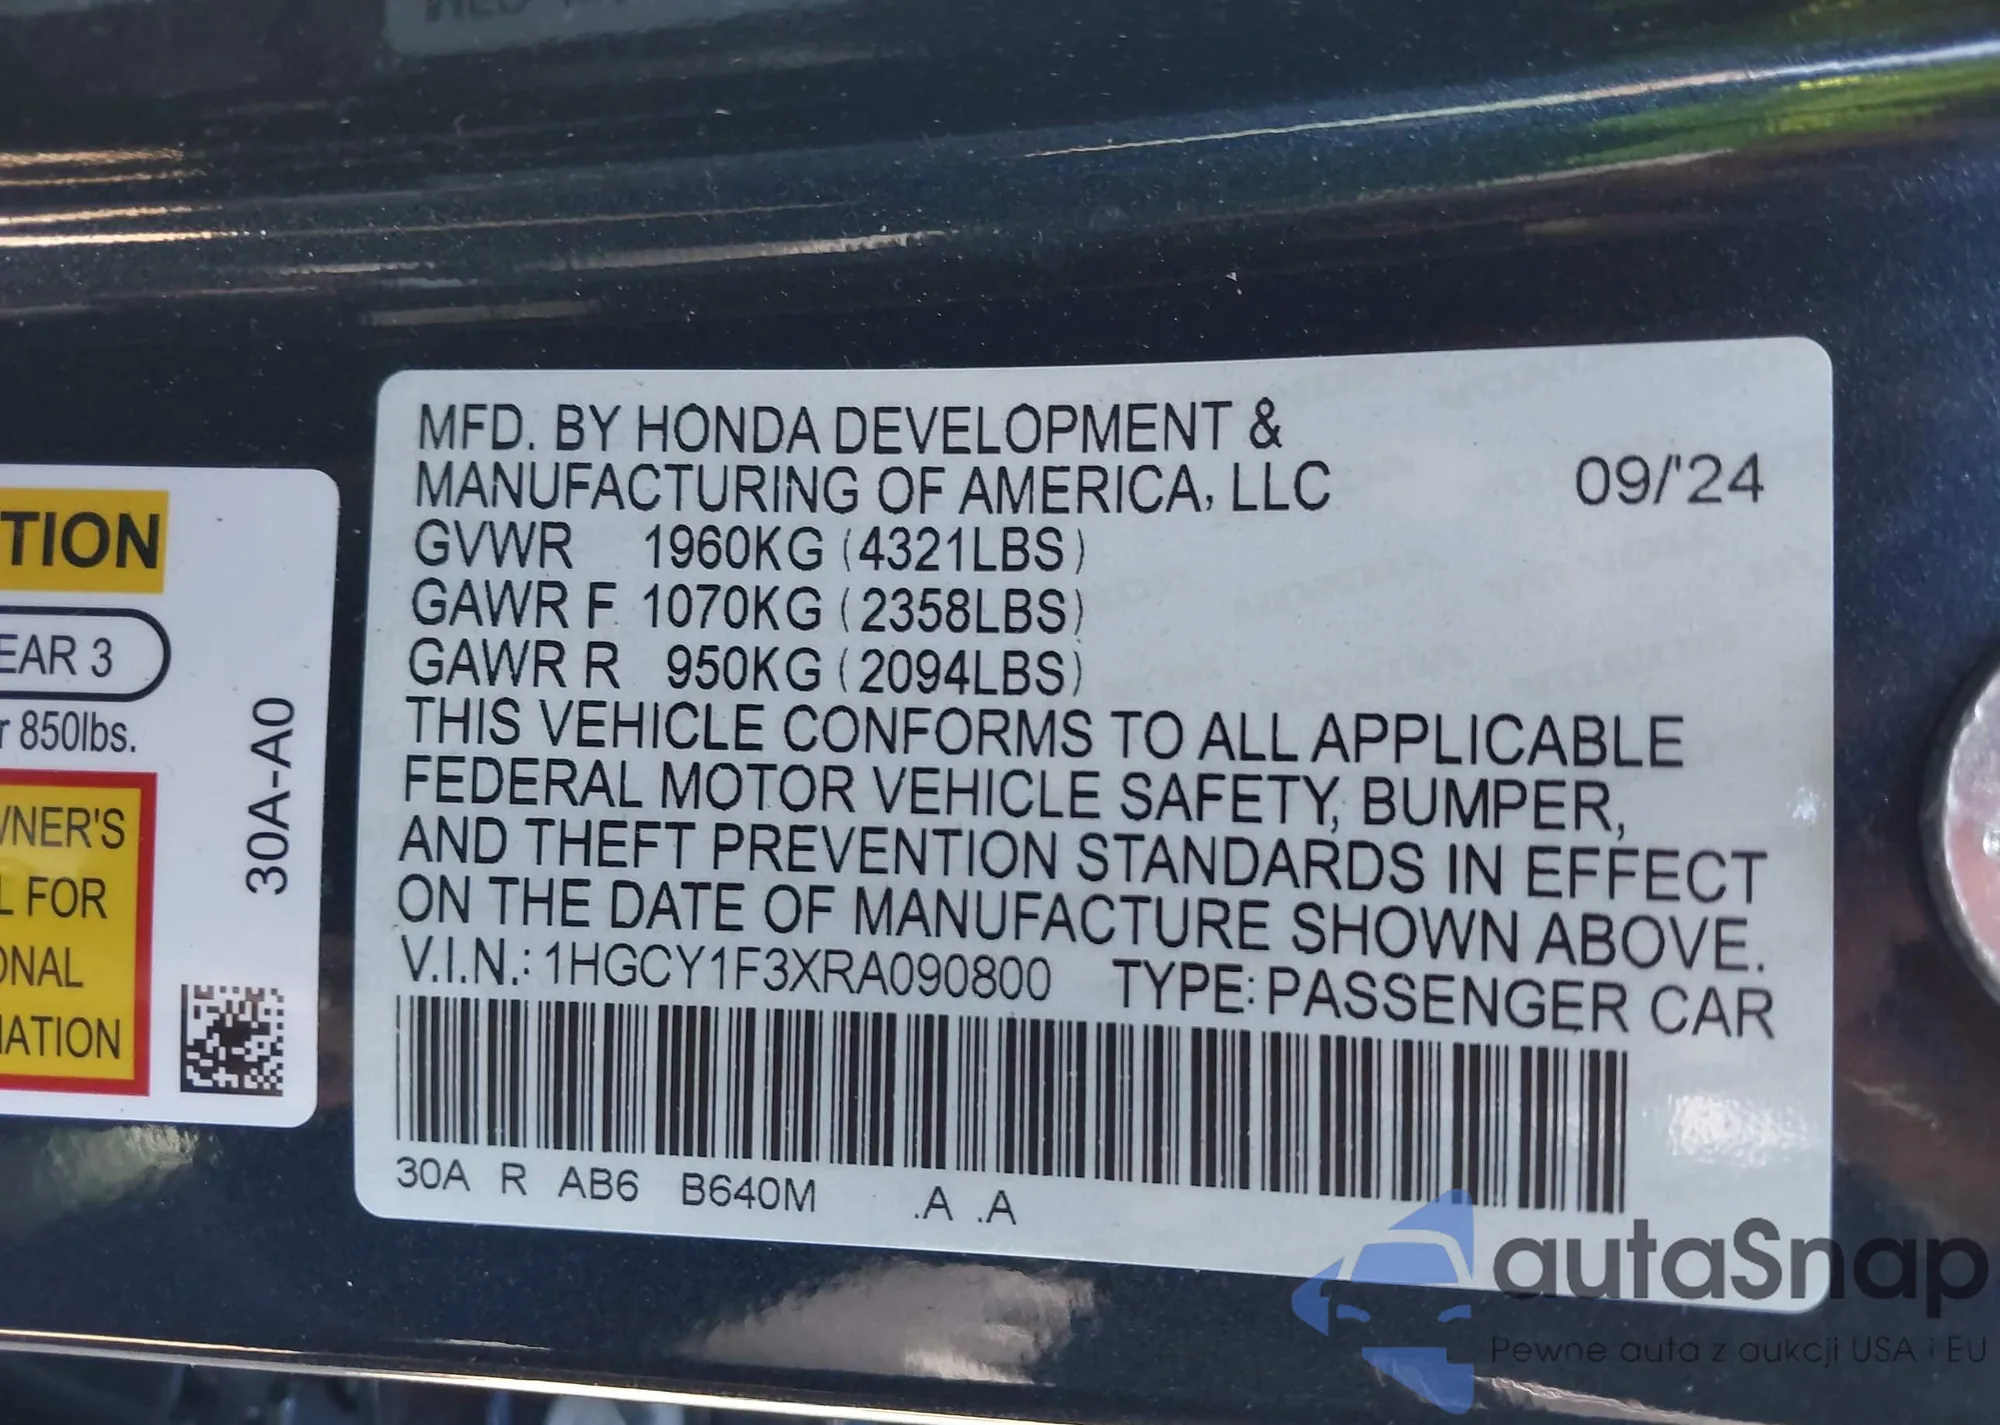 TION
EAR 3
r 850lbs.
WNER'S
L FOR
ONAL
MATION
30A-A0
MFD. BY HONDA DEVELOPMENT &
MANUFACTURING OF AMERICA, LLC
09/'24
GVWR 1960KG (4321LBS)
GAWR F 1070KG (2358LBS)
GAWR R 950KG (2094LBS)
THIS VEHICLE CONFORMS TO ALL APPLICABLE
FEDERAL MOTOR VEHICLE SAFETY, BUMPER,
AND THEFT PREVENTION STANDARDS IN EFFECT
ON THE DATE OF MANUFACTURE SHOWN ABOVE.
V.I.N.: 1HGCY1F3XRA090800 TYPE: PASSENGER CAR
30A R AB6 B640M .A .A
autaSnap
Pewne auta z aukcji USA i EU